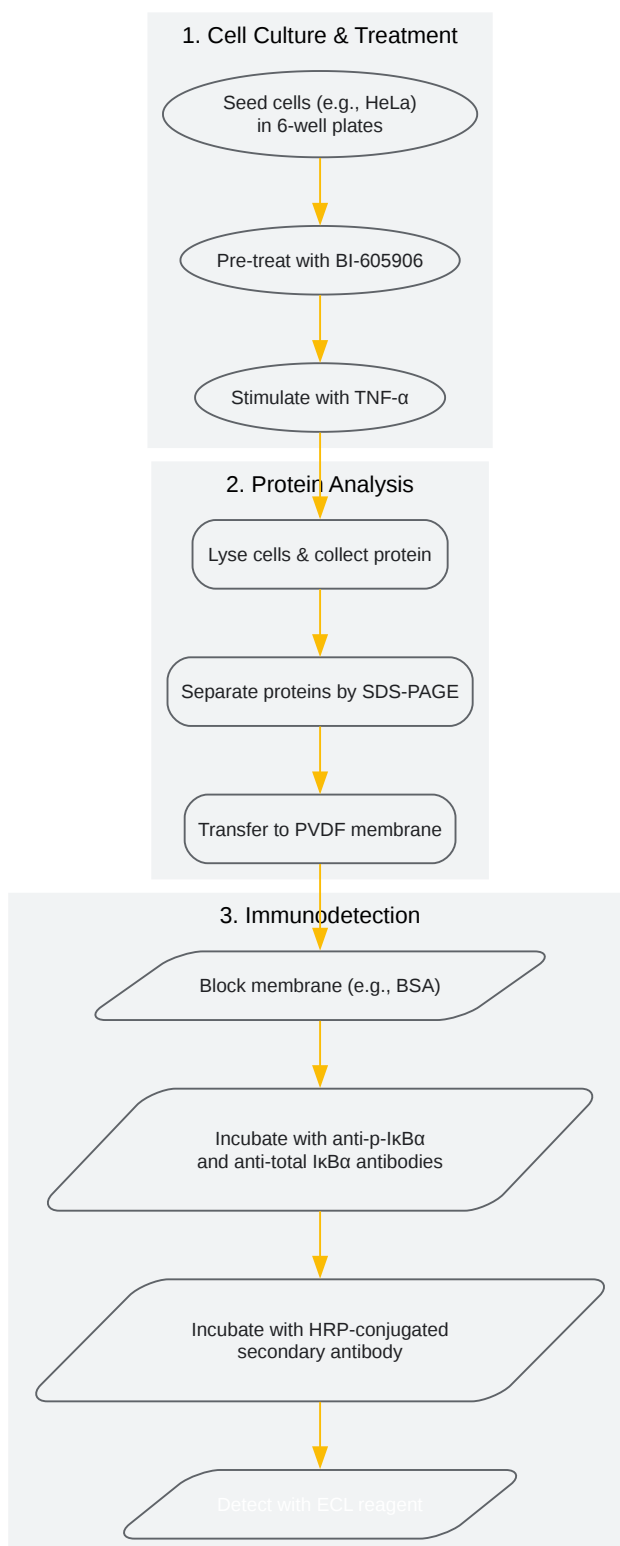 1. Cell Culture & Treatment
Seed cells (e.g., HeLa)
in 6-well plates
Pre-treat with BI-605906
Stimulate with TNF-α
2. Protein Analysis
Lyse cells & collect protein
Separate proteins by SDS-PAGE
Transfer to PVDF membrane
3. Immunodetection
Block membrane (e.g., BSA)
Incubate with anti-p-IκBα
and anti-total IκBα antibodies
Incubate with HRP-conjugated
secondary antibody
Detect with ECL reagent